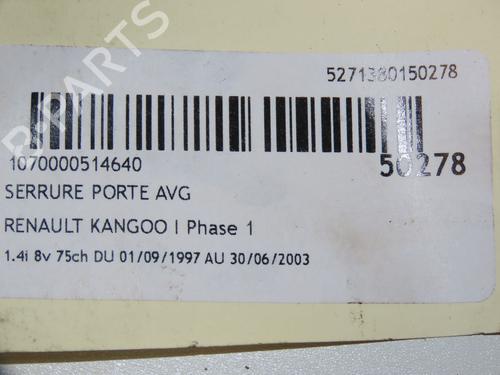 5271380150278
1070000514640
50278
SERRURE PORTE AVG
RENAULT KANGOO I Phase 1
1.4i 8v 75ch DU 01/09/1997 AU 30/06/2003
B-PARTS